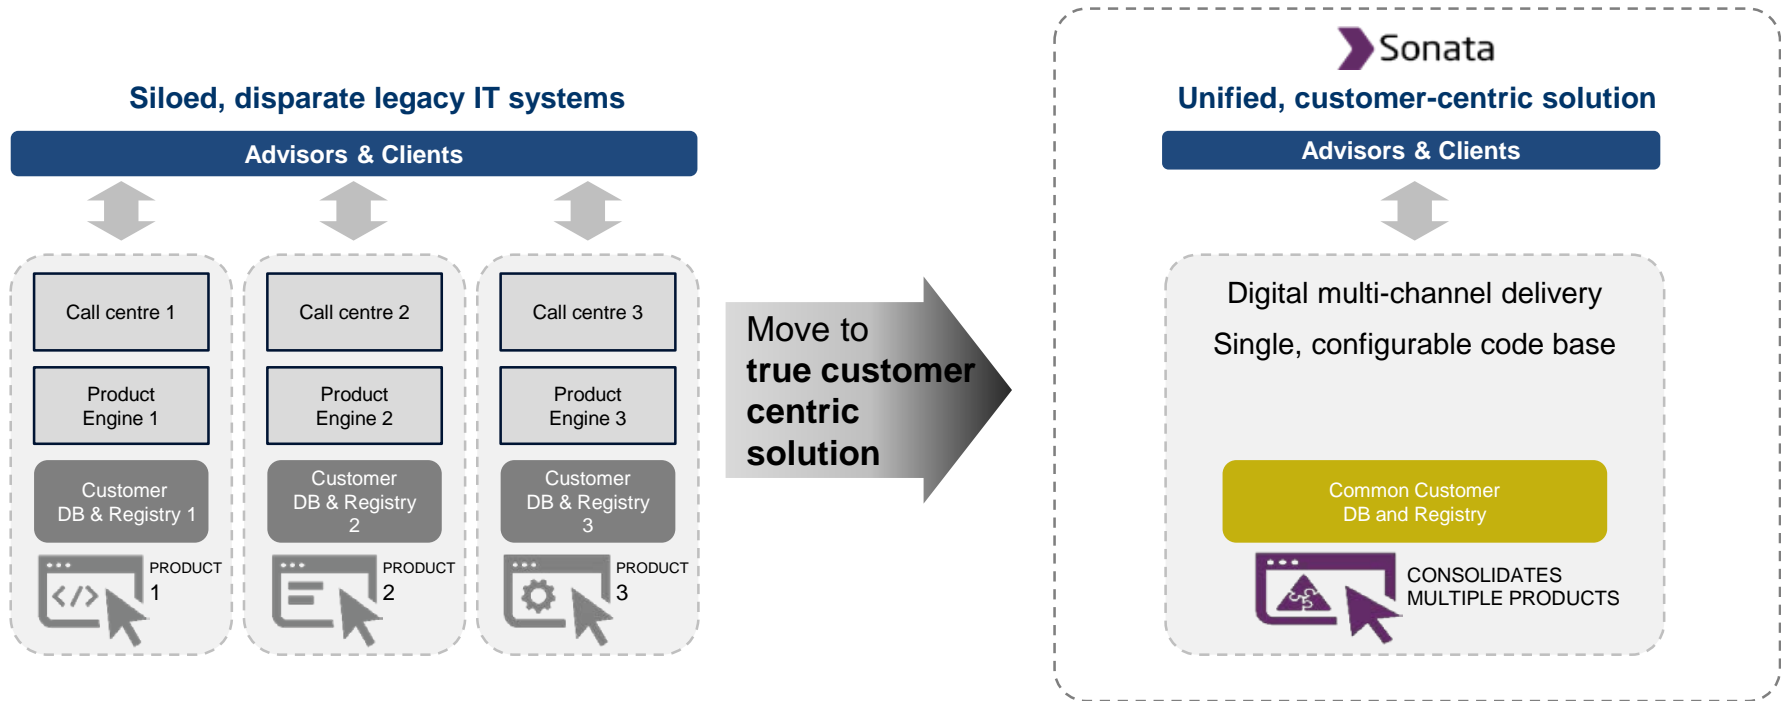 Siloed, disparate legacy IT systems
Advisors & Clients
Call centre 1
Product
Engine 1
Customer
DB & Registry 1
PRODUCT
1
Call centre 2
Product
Engine 2
Customer
DB & Registry
2
PRODUCT
2
Call centre 3
Product
Engine 3
Customer
DB & Registry
3
PRODUCT
3
Move to
true customer
centric
solution
Sonata
Unified, customer-centric solution
Advisors & Clients
Digital multi-channel delivery
Single, configurable code base
Common Customer
DB and Registry
CONSOLIDATES
MULTIPLE PRODUCTS